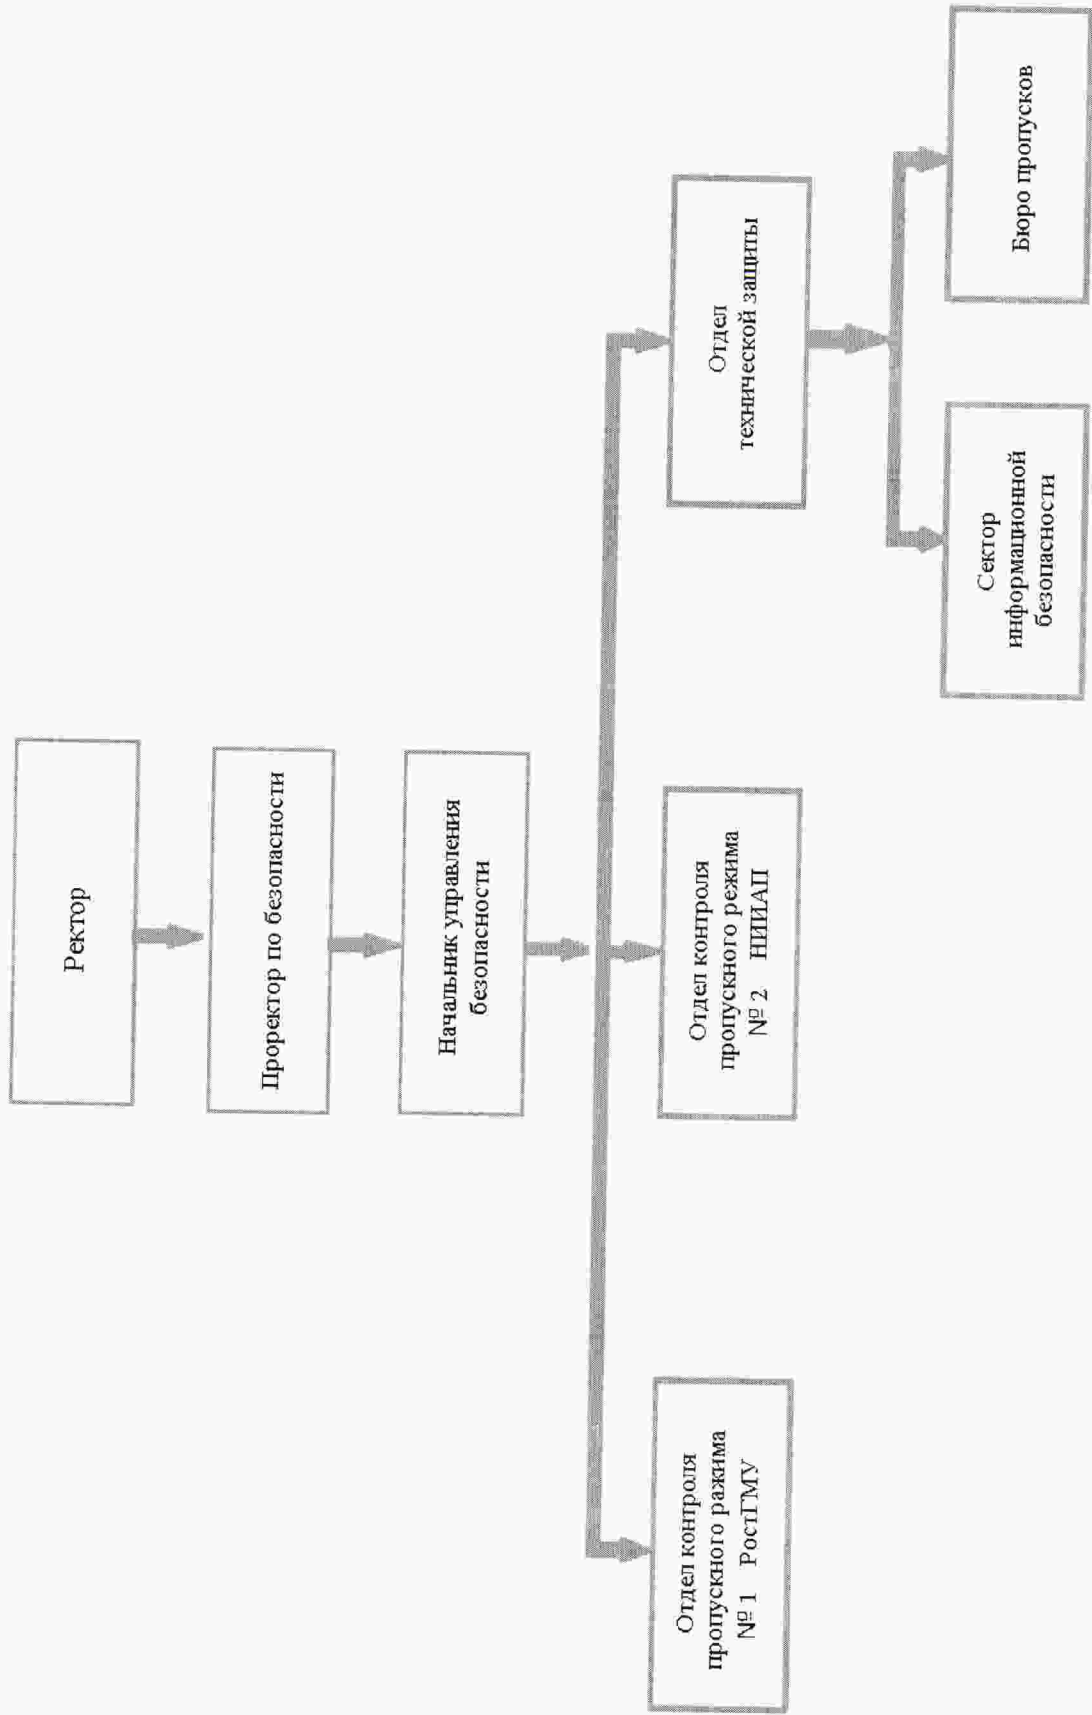 Ректор
Проректор по безопасности
Начальник управления
безопасности
Отдел контроля
пропускного ражима
№ 1 РостГМУ
Отдел контроля
пропускного режима
№ 2 НИИАП
Отдел
технической защиты
Сектор
информационной
безопасности
Бюро пропусков